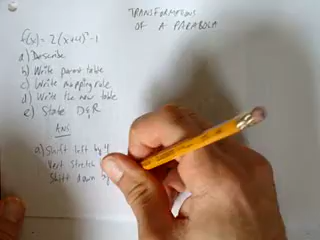 TRANSFORMATIONS
OF A PARABOLA
f(x) = 2(x+4)²-1
a) Describe
b) Write parent table
c) Write mapping rule
d) Write the new table
e) State D&R
Ans
a) Shift left by 4
Vert stretch
Shift down